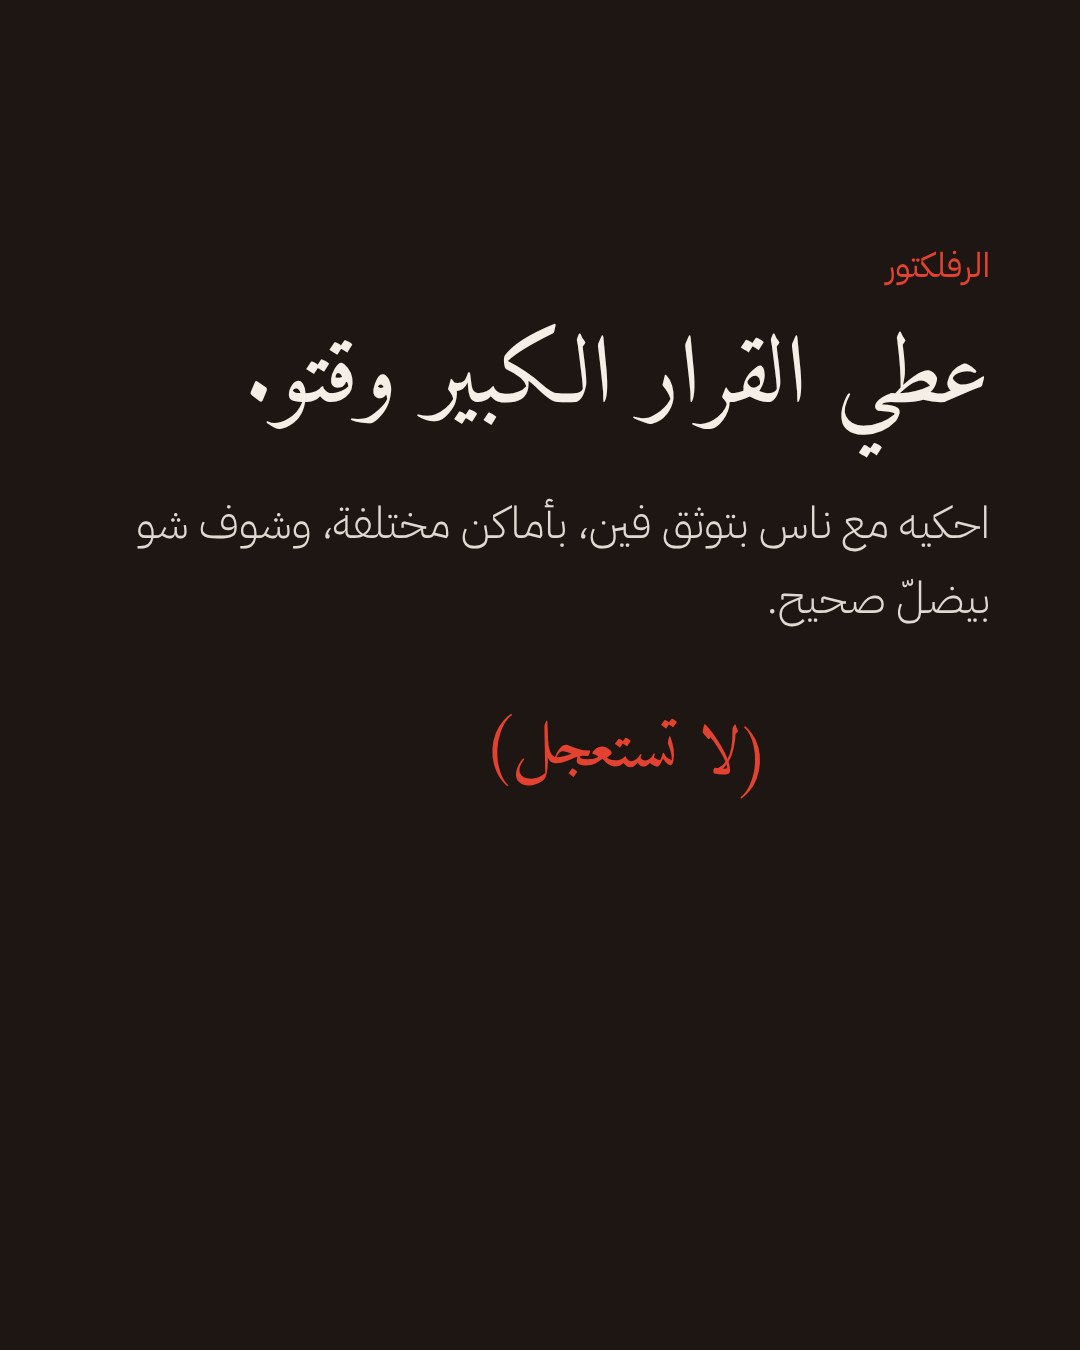 الرفلكتور
عطي القرار الكبير وقتو.
احكيه مع ناس بتوثق فين، بأماكن مختلفة، وشوف شو
بيضلّ صحيح.
(لا تستعجل)